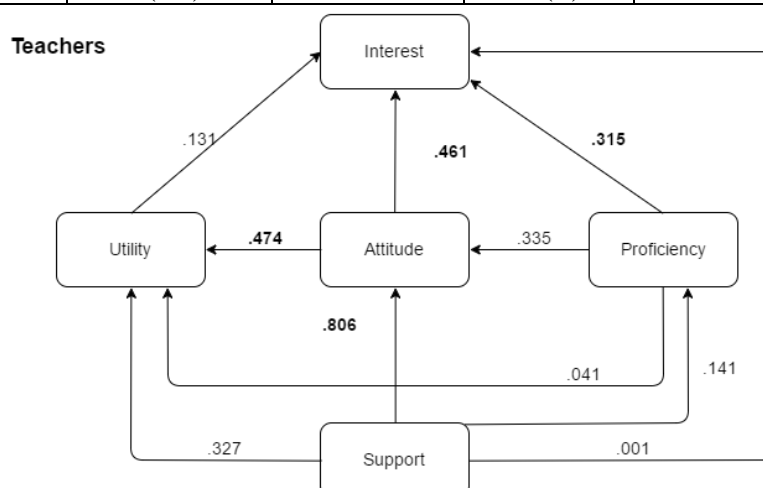 Teachers
Interest
.131
.461
.315
Utility
.474
Attitude
.335
Proficiency
.806
.041
.141
.327
Support
.001